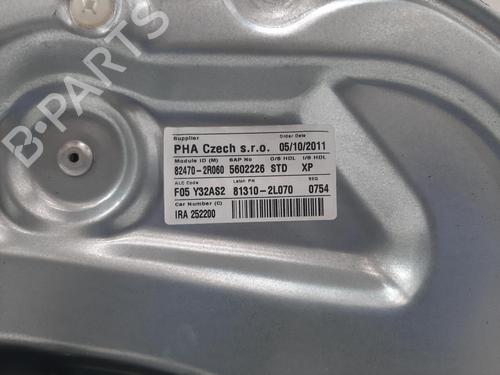 B-PARTS
Supplier Order Date
PHA Czech s.r.o. 05/10/2011
Module ID (M) SAP No O/S HDL I/S HDL
82470-2R060 5602226 STD XP
ALC Code Latch PN SEQ
F05 Y32AS2 81310-2L070 0754
Car Number (C)
IRA 252200